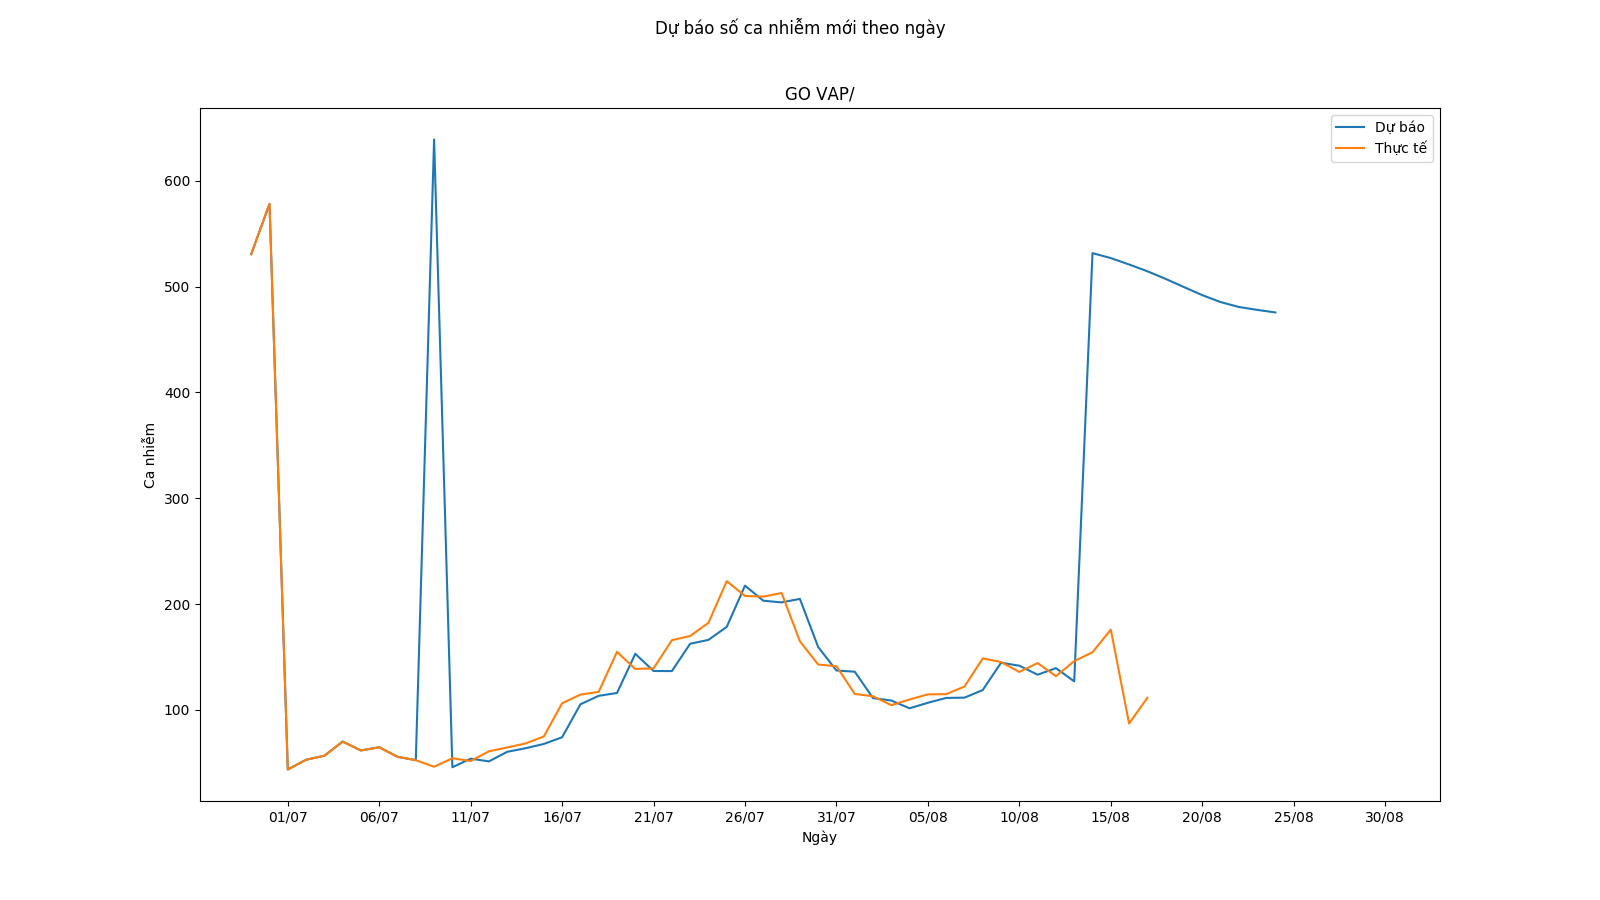 Dự báo số ca nhiễm mới theo ngày
GO VAP/
Dự báo
Thực tế
600
500
400
300
200
100
Ca nhiễm
01/07 06/07 11/07 16/07 21/07 26/07 31/07 05/08 10/08 15/08 20/08 25/08 30/08
Ngày